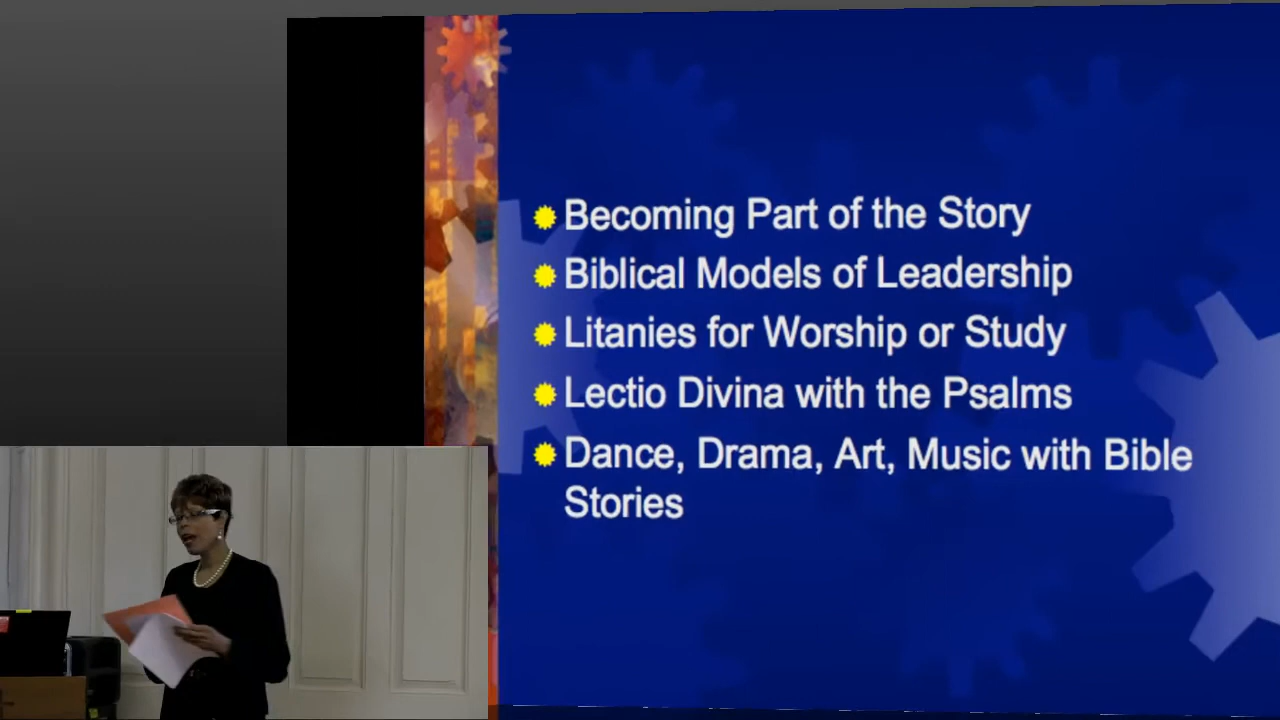 Becoming Part of the Story
Biblical Models of Leadership
Litanies for Worship or Study
Lectio Divina with the Psalms
Dance, Drama, Art, Music with Bible
Stories